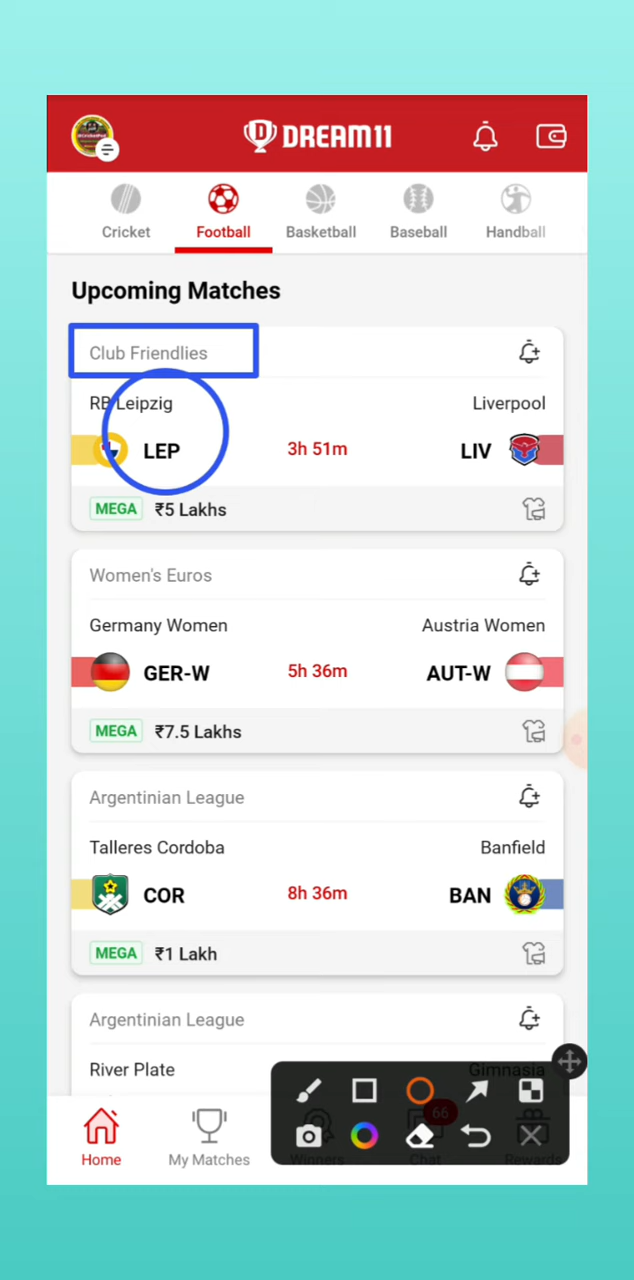 DREAM11
Cricket Football Basketball Baseball Handball
Upcoming Matches
Club Friendlies
RB Leipzig Liverpool
LEP 3h 51m LIV
MEGA ₹5 Lakhs
Women's Euros
Germany Women Austria Women
GER-W 5h 36m AUT-W
MEGA ₹7.5 Lakhs
Argentinian League
Talleres Cordoba Banfield
COR 8h 36m BAN
MEGA ₹1 Lakh
Argentinian League
River Plate Gimnasia
66
Home My Matches Winners Chat Rewards